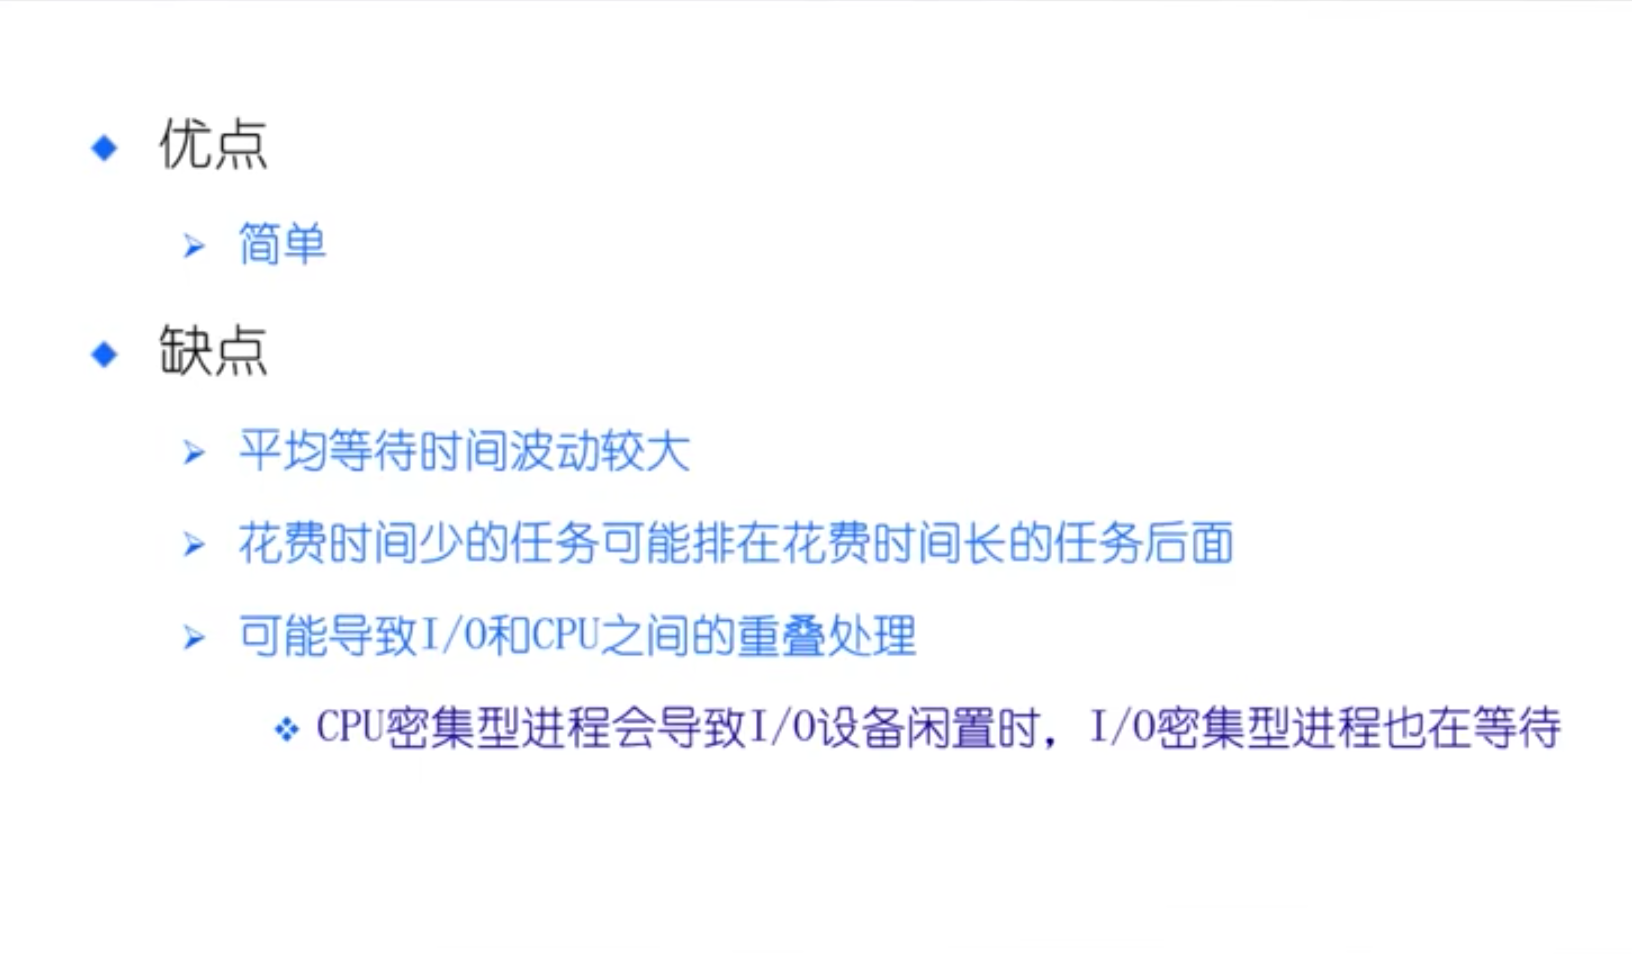 优点
简单
缺点
平均等待时间波动较大
花费时间少的任务可能排在花费时间长的任务后面
可能导致I/O和CPU之间的重叠处理
CPU密集型进程会导致I/O设备闲置时，I/O密集型进程也在等待